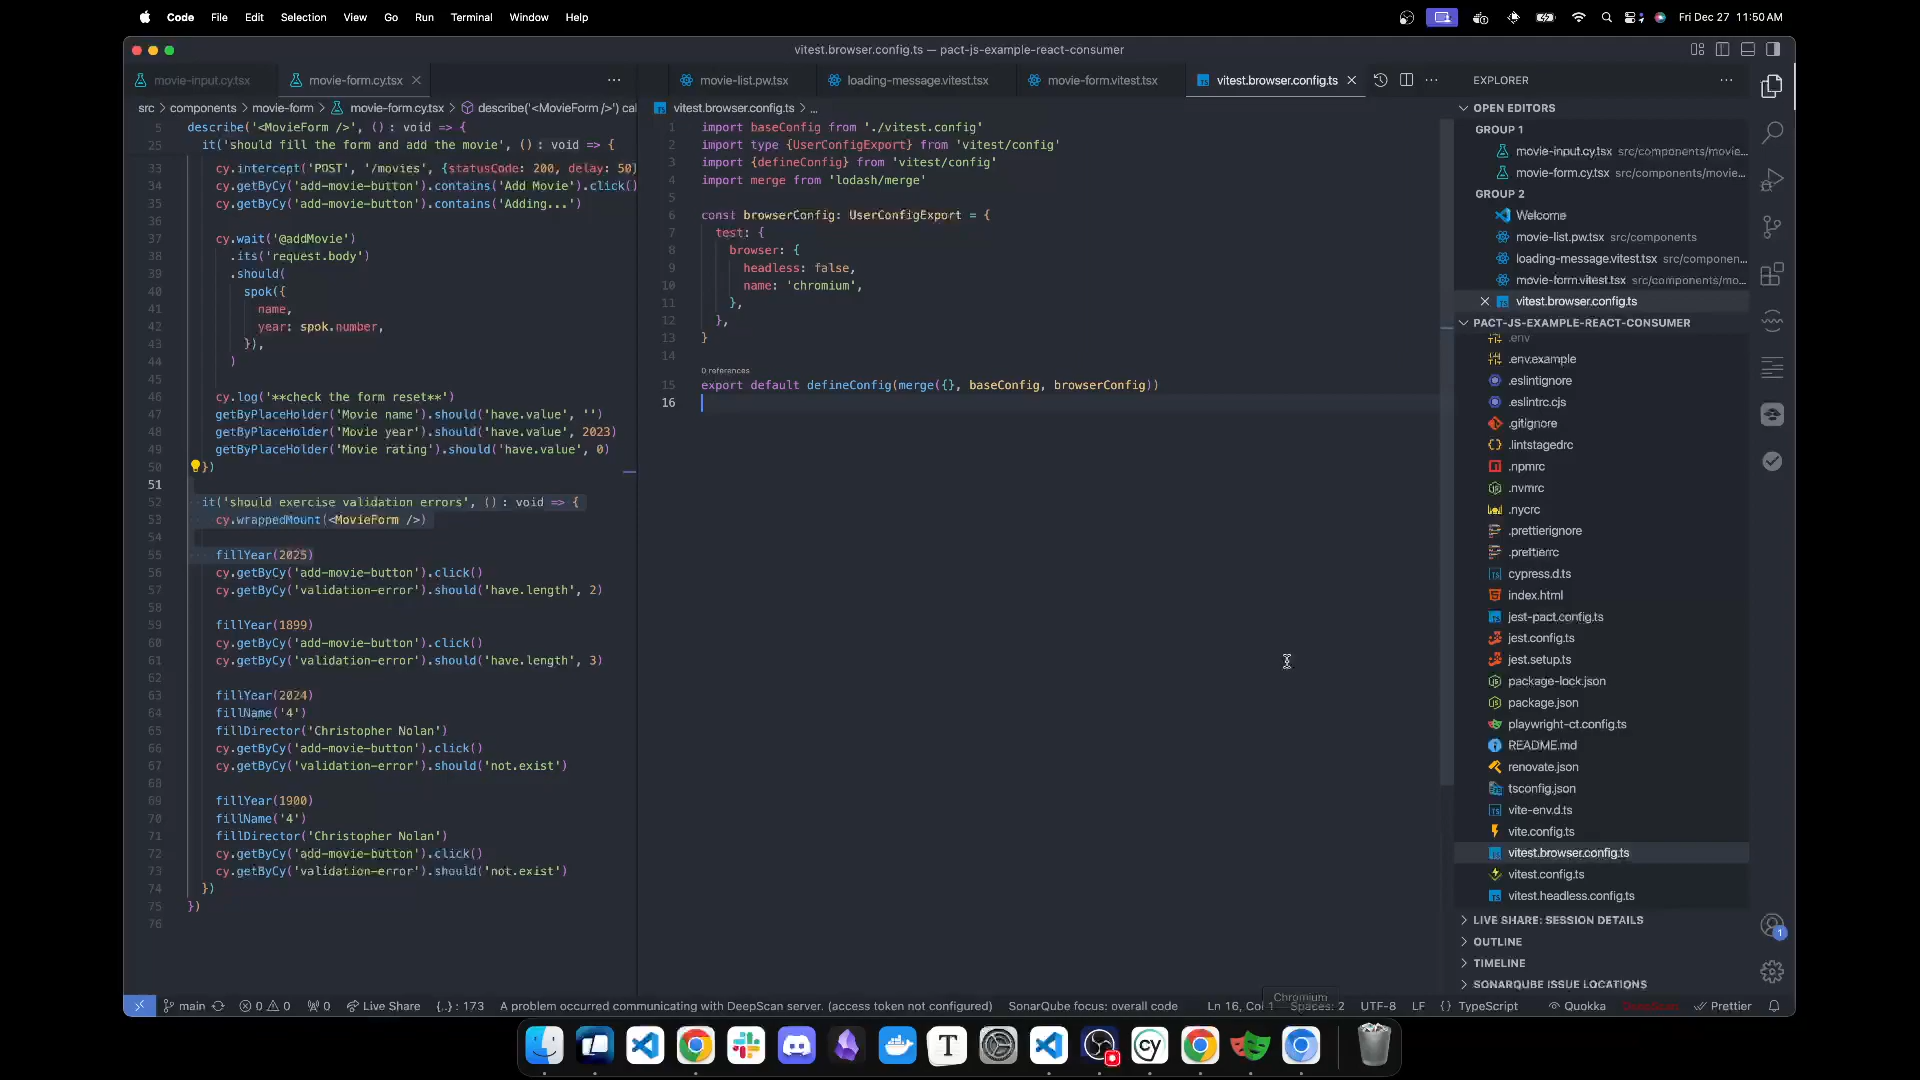 Code File Edit Selection View Go Run Terminal Window Help
Fri Dec 27 11:50 AM
vitest.browser.config.ts — pact-js-example-react-consumer
movie-input.cy.tsx
movie-form.cy.tsx
src > components > movie-form > movie-form.cy.tsx > describe('<MovieForm />') cal
5 describe('<MovieForm />', (): void => {
25 it('should fill the form and add the movie', (): void => {
33 cy.intercept('POST', '/movies', {statusCode: 200, delay: 50}
34 cy.getByCy('add-movie-button').contains('Add Movie').click()
35 cy.getByCy('add-movie-button').contains('Adding...')
36
37 cy.wait('@addMovie')
38 .its('request.body')
39 .should(
40 spok({
41 name,
42 year: spok.number,
43 }),
44 )
45
46 cy.log('**check the form reset**')
47 getByPlaceHolder('Movie name').should('have.value', '')
48 getByPlaceHolder('Movie year').should('have.value', 2023)
49 getByPlaceHolder('Movie rating').should('have.value', 0)
50 })
51
52 it('should exercise validation errors', (): void => {
53 cy.wrappedMount(<MovieForm />)
54
55 fillYear(2025)
56 cy.getByCy('add-movie-button').click()
57 cy.getByCy('validation-error').should('have.length', 2)
58
59 fillYear(1899)
60 cy.getByCy('add-movie-button').click()
61 cy.getByCy('validation-error').should('have.length', 3)
62
63 fillYear(2024)
64 fillName('4')
65 fillDirector('Christopher Nolan')
66 cy.getByCy('add-movie-button').click()
67 cy.getByCy('validation-error').should('not.exist')
68
69 fillYear(1900)
70 fillName('4')
71 fillDirector('Christopher Nolan')
72 cy.getByCy('add-movie-button').click()
73 cy.getByCy('validation-error').should('not.exist')
74 })
75 })
76
movie-list.pw.tsx
loading-message.vitest.tsx
movie-form.vitest.tsx
vitest.browser.config.ts
vitest.browser.config.ts > ...
1 import baseConfig from './vitest.config'
2 import type {UserConfigExport} from 'vitest/config'
3 import {defineConfig} from 'vitest/config'
4 import merge from 'lodash/merge'
5
6 const browserConfig: UserConfigExport = {
7 test: {
8 browser: {
9 headless: false,
10 name: 'chromium',
11 },
12 },
13 }
14
0 references
15 export default defineConfig(merge({}, baseConfig, browserConfig))
16
EXPLORER
OPEN EDITORS
GROUP 1
movie-input.cy.tsx src/components/movie...
movie-form.cy.tsx src/components/movie...
GROUP 2
Welcome
movie-list.pw.tsx src/components
loading-message.vitest.tsx src/componen...
movie-form.vitest.tsx src/components/mo...
vitest.browser.config.ts
PACT-JS-EXAMPLE-REACT-CONSUMER
.env
.env.example
.eslintignore
.eslintrc.cjs
.gitignore
.lintstagedrc
.npmrc
.nvmrc
.nycrc
.prettierignore
.prettierrc
cypress.d.ts
index.html
jest-pact.config.ts
jest.config.ts
jest.setup.ts
package-lock.json
package.json
playwright-ct.config.ts
README.md
renovate.json
tsconfig.json
vite-env.d.ts
vite.config.ts
vitest.browser.config.ts
vitest.config.ts
vitest.headless.config.ts
LIVE SHARE: SESSION DETAILS
OUTLINE
TIMELINE
SONARQUBE ISSUE LOCATIONS
1
Chromium
main 0 0 0 Live Share {..} : 173 A problem occurred communicating with DeepScan server. (access token not configured) SonarQube focus: overall code Ln 16, Col 1 Spaces: 2 UTF-8 LF {} TypeScript Quokka DeepScan Prettier
T
cy